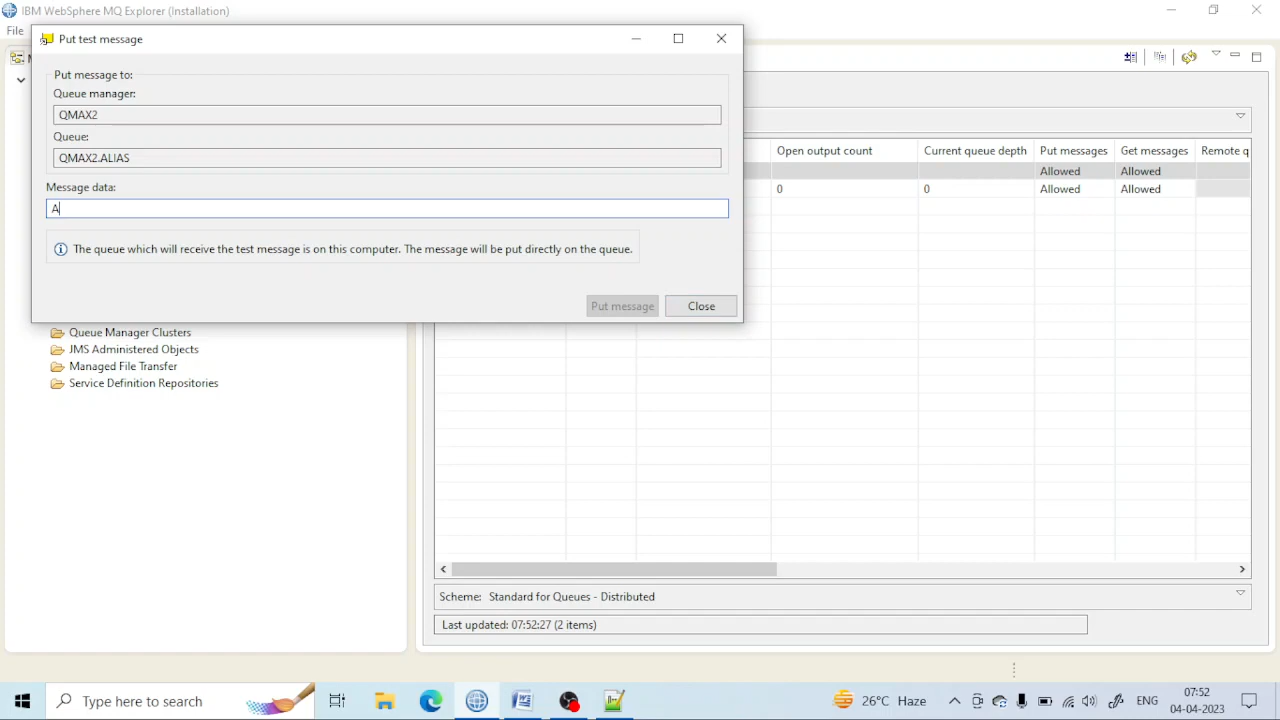 IBM WebSphere MQ Explorer (Installation)
File
Put test message
Put message to:
Queue manager:
QMAX2
Queue:
QMAX2.ALIAS
Message data:
A
The queue which will receive the test message is on this computer. The message will be put directly on the queue.
Put message
Close
Open output count
Current queue depth
Put messages
Get messages
Remote q
Allowed
Allowed
0
0
Allowed
Allowed
Queue Manager Clusters
JMS Administered Objects
Managed File Transfer
Service Definition Repositories
Scheme: Standard for Queues - Distributed
Last updated: 07:52:27 (2 items)
Type here to search
26°C Haze
ENG
07:52
04-04-2023